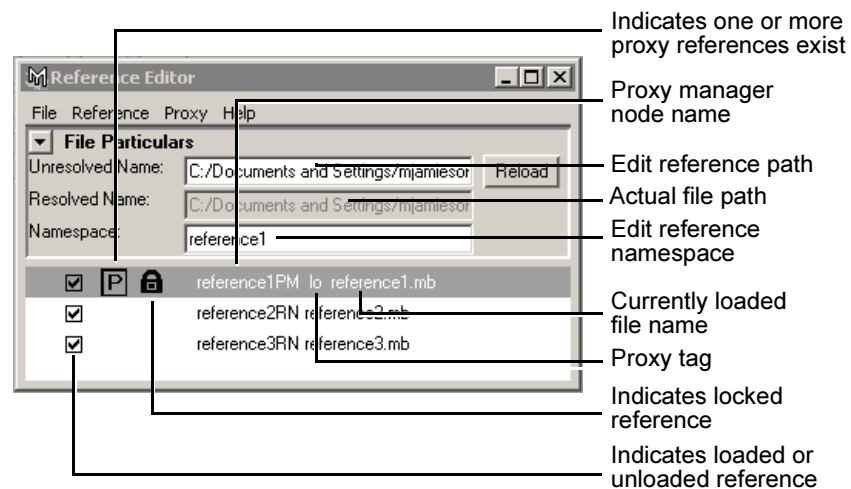 Indicates one or more
proxy references exist
Reference Editor
Proxy manager
node name
File Reference Proxy Help
File Particulars
Unresolved Name: C:/Documents and Settings/mjamiesor Reload
Edit reference path
Resolved Name: C:/Documents and Settings/mjamiesor
Actual file path
Namespace: reference1
Edit reference
namespace
P reference1PM lo reference1.mb
reference2RN reference2.mb
reference3RN reference3.mb
Currently loaded
file name
Proxy tag
Indicates locked
reference
Indicates loaded or
unloaded reference